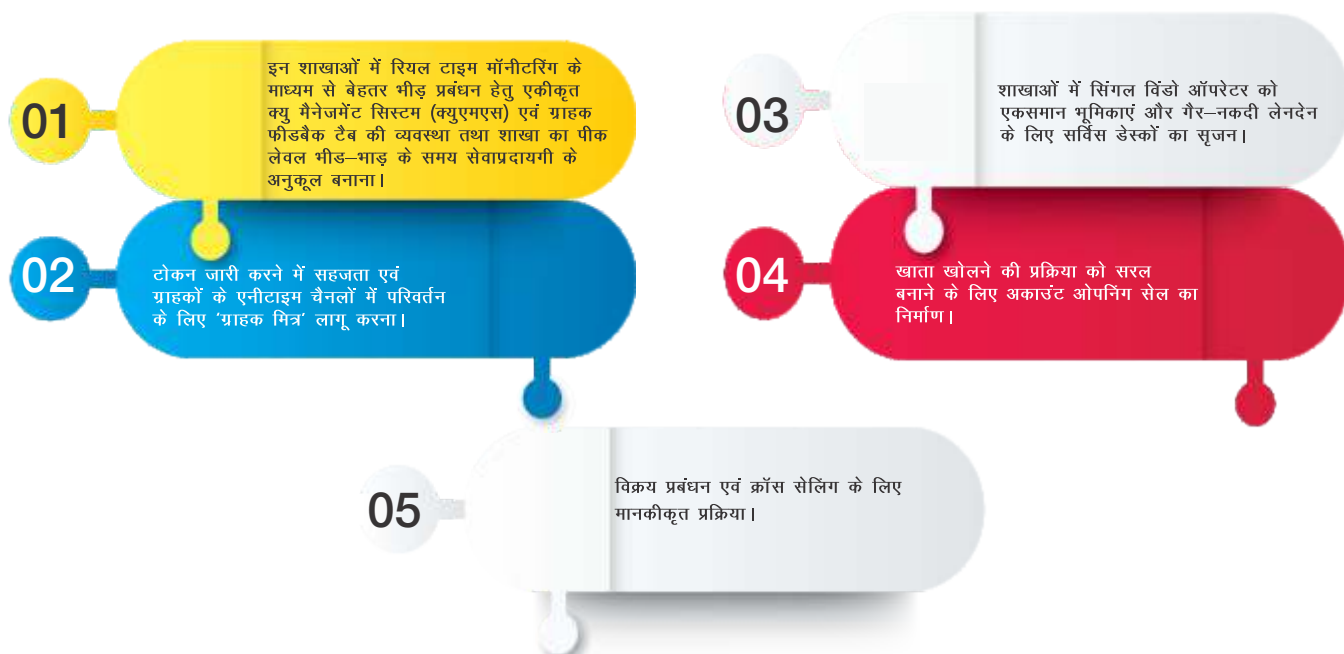 01
इन शाखाओं में रियल टाइम मॉनीटरिंग के
माध्यम से बेहतर भीड़ प्रबंधन हेतु एकीकृत
क्यु मैनेजमेंट सिस्टम (क्युएमएस) एवं ग्राहक
फीडबैक टैब की व्यवस्था तथा शाखा का पीक
लेवल भीड–भाड़ के समय सेवाप्रदायगी के
अनुकूल बनाना।
02
टोकन जारी करने में सहजता एवं
ग्राहकों के एनीटाइम चैनलों में परिवर्तन
के लिए ‘ग्राहक मित्र’ लागू करना।
03
शाखाओं में सिंगल विंडो ऑपरेटर को
एकसमान भूमिकाएं और गैर–नकदी लेनदेन
के लिए सर्विस डेस्कों का सृजन।
04
खाता खोलने की प्रक्रिया को सरल
बनाने के लिए अकाउंट ओपनिंग सेल का
निर्माण।
05
विक्रय प्रबंधन एवं क्रॉस सेलिंग के लिए
मानकीकृत प्रक्रिया।